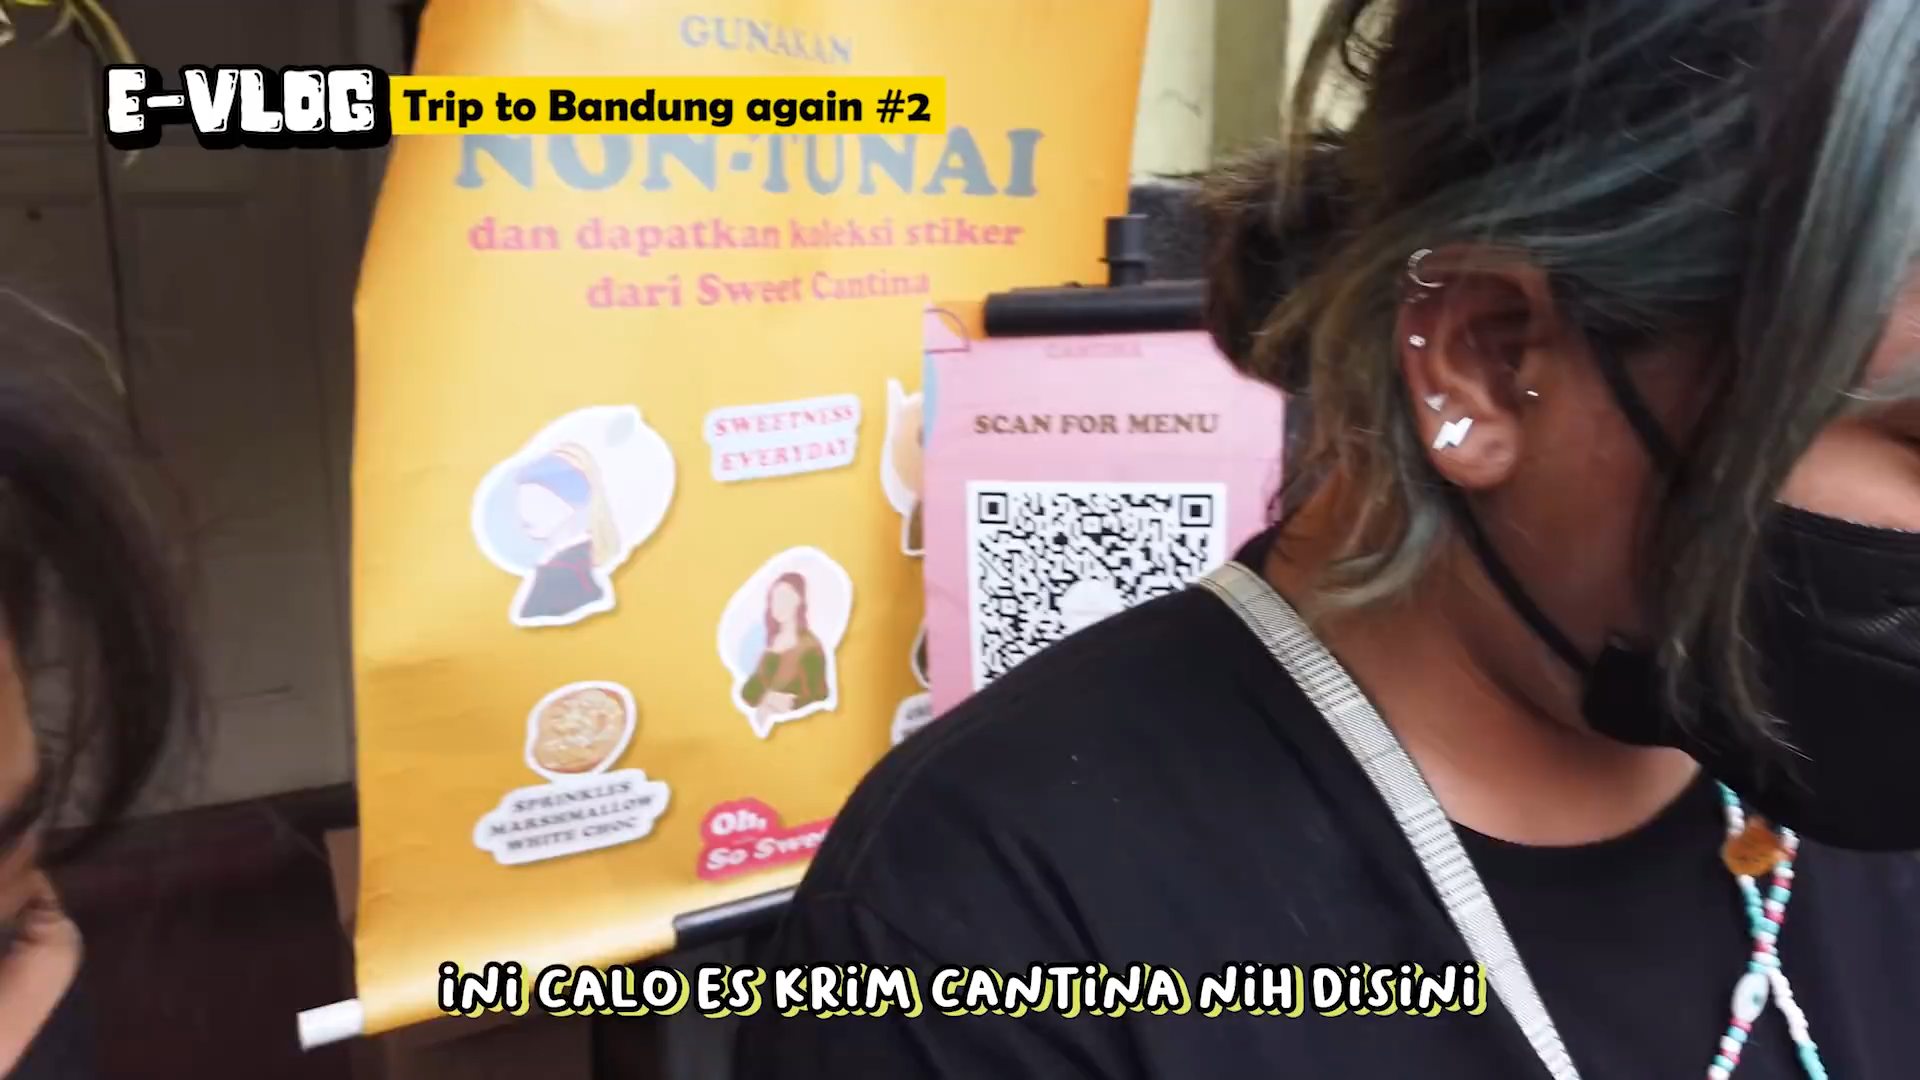 GUNAKAN
E-VLOG
Trip to Bandung again #2
NON-TUNAI
dan dapatkan koleksi stiker
dari Sweet Cantina
CANTINA
SCAN FOR MENU
SWEETNESS
EVERYDAY
SPRINKLES
MARSHMALLOW
WHITE CHOC
Oh,
So Swe
INI CALO ES KRIM CANTINA NIH DISINI